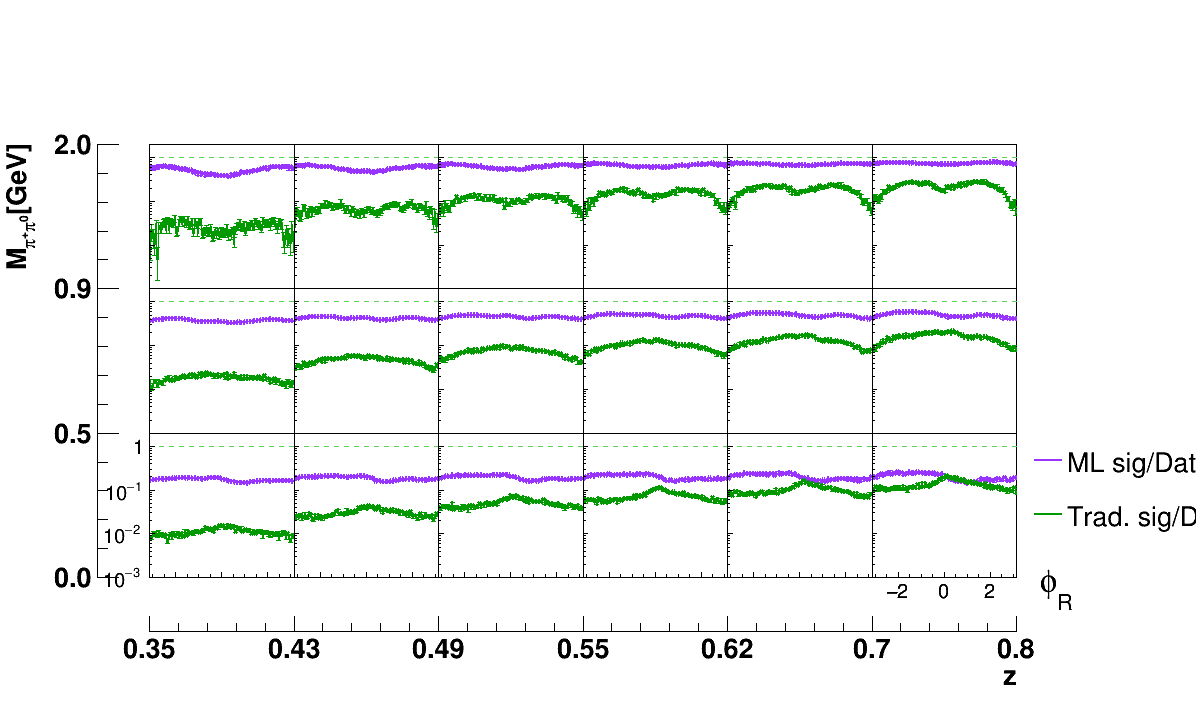 2.0
M_{π⁺π⁰}[GeV]
0.9
0.5
1
10⁻¹
10⁻²
10⁻³
0.0
ML sig/Dat
Trad. sig/D
−2 0 2
ϕ_R
0.35 0.43 0.49 0.55 0.62 0.7 0.8
z